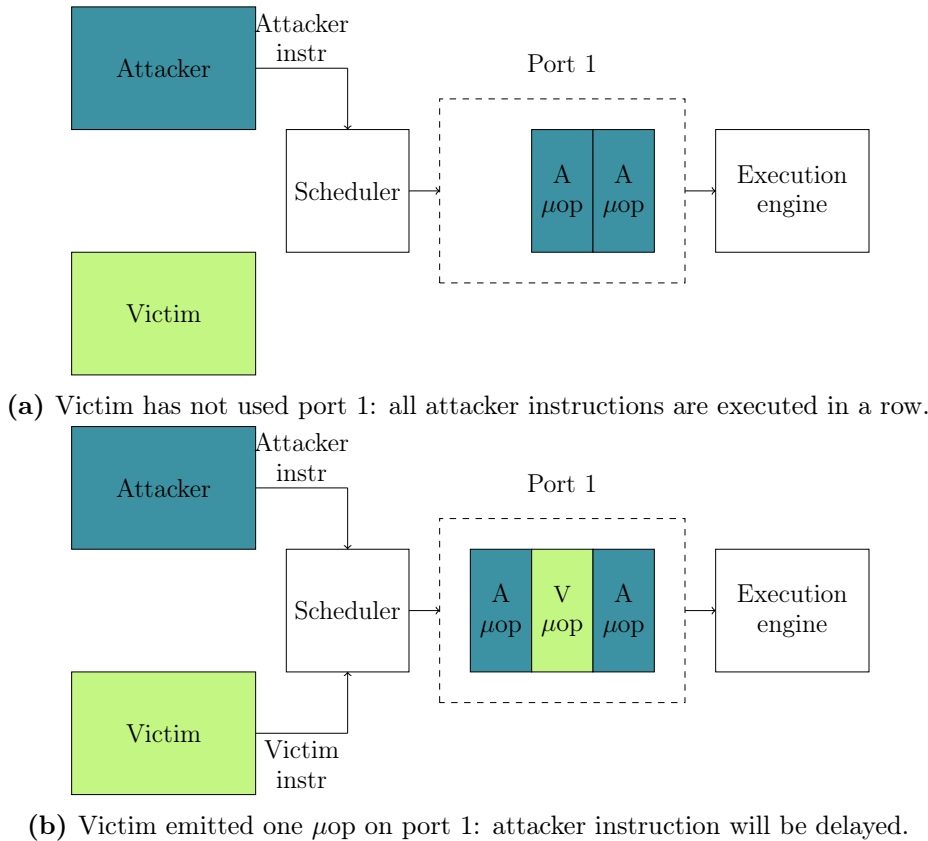 Attacker
instr
Attacker
Port 1
Scheduler
A
μop
A
μop
Execution
engine
Victim
(a) Victim has not used port 1: all attacker instructions are executed in a row.
Attacker
instr
Attacker
Port 1
Scheduler
A
μop
V
μop
A
μop
Execution
engine
Victim
Victim
instr
(b) Victim emitted one μop on port 1: attacker instruction will be delayed.